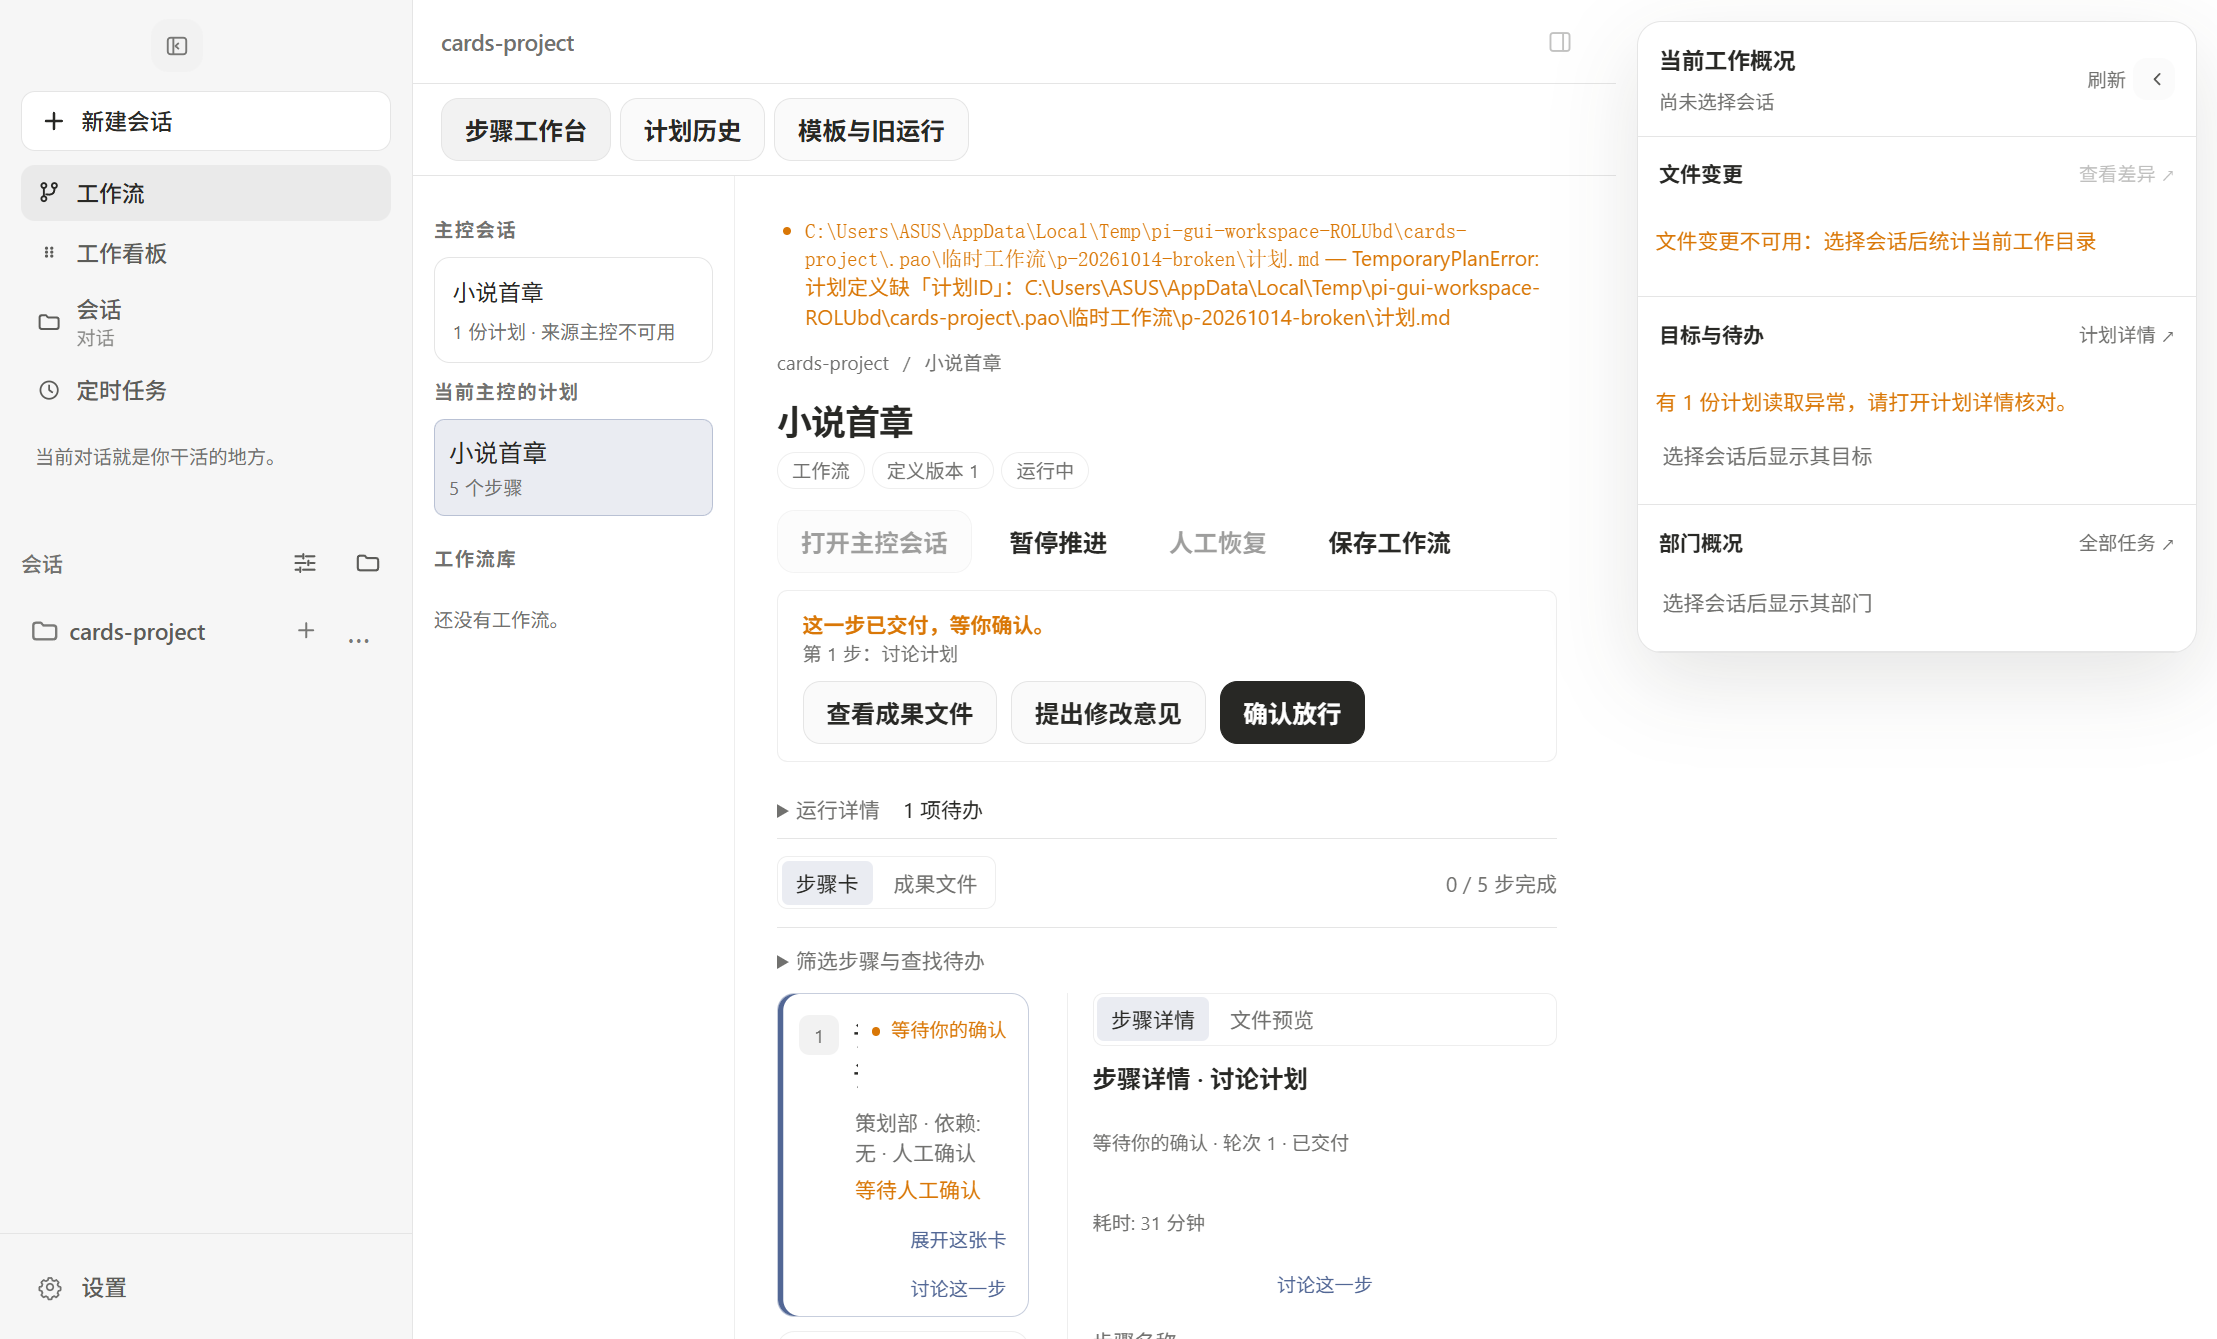 新建会话
工作流
工作看板
会话
对话
定时任务
当前对话就是你干活的地方。
会话
cards-project
…
设置
cards-project
步骤工作台
计划历史
模板与旧运行
主控会话
小说首章
1 份计划 · 来源主控不可用
当前主控的计划
小说首章
5 个步骤
工作流库
还没有工作流。
C:\Users\ASUS\AppData\Local\Temp\pi-gui-workspace-ROLUbd\cards-
project\.pao\临时工作流\p-20261014-broken\计划.md — TemporaryPlanError:
计划定义缺「计划ID」：C:\Users\ASUS\AppData\Local\Temp\pi-gui-workspace-
ROLUbd\cards-project\.pao\临时工作流\p-20261014-broken\计划.md
cards-project / 小说首章
小说首章
工作流
定义版本 1
运行中
打开主控会话
暂停推进
人工恢复
保存工作流
这一步已交付，等你确认。
第 1 步：讨论计划
查看成果文件
提出修改意见
确认放行
运行详情 1 项待办
步骤卡
成果文件
0 / 5 步完成
筛选步骤与查找待办
1
等待你的确认
策划部 · 依赖:
无 · 人工确认
等待人工确认
展开这张卡
讨论这一步
步骤详情
文件预览
步骤详情 · 讨论计划
等待你的确认 · 轮次 1 · 已交付
耗时: 31 分钟
讨论这一步
当前工作概况
尚未选择会话
刷新
文件变更
查看差异 ↗
文件变更不可用：选择会话后统计当前工作目录
目标与待办
计划详情 ↗
有 1 份计划读取异常，请打开计划详情核对。
选择会话后显示其目标
部门概况
全部任务 ↗
选择会话后显示其部门